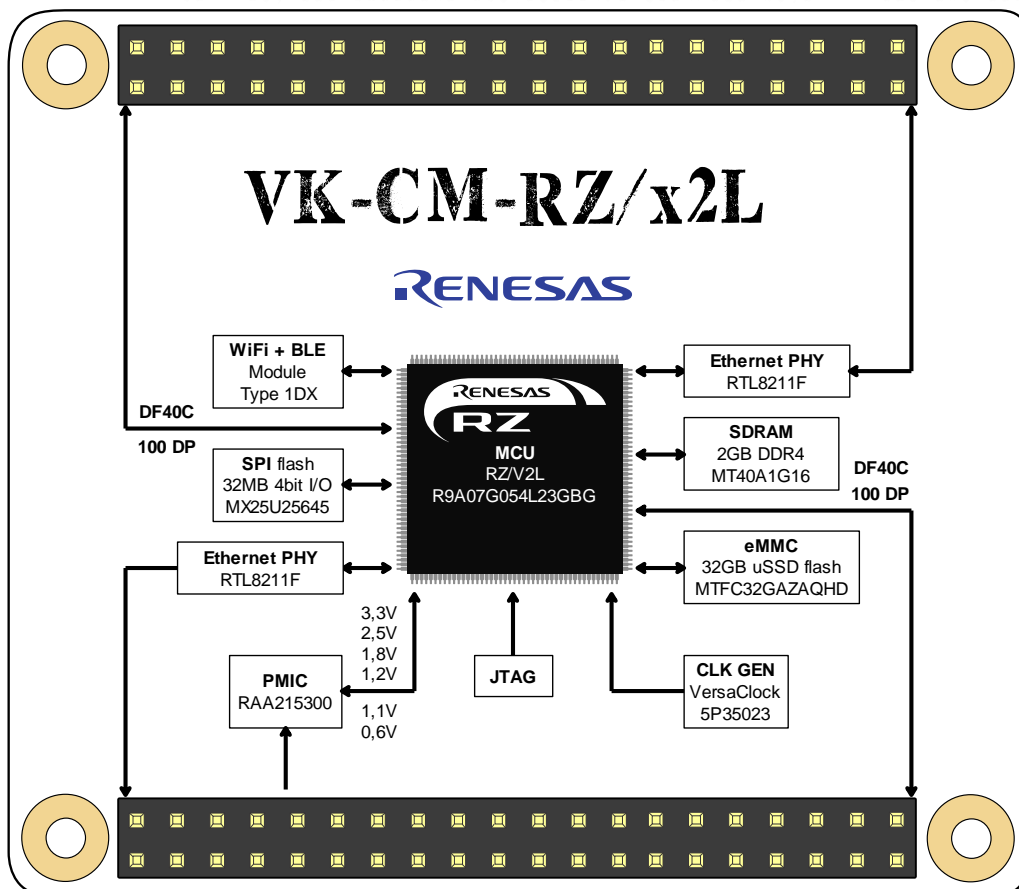 VK-CM-RZ/x2L
RENESAS
WiFi + BLE
Module
Type 1DX
Ethernet PHY
RTL8211F
RENESAS
RZ
MCU
RZ/V2L
R9A07G054L23GBG
DF40C
100 DP
SDRAM
2GB DDR4
MT40A1G16
SPI flash
32MB 4bit I/O
MX25U25645
DF40C
100 DP
Ethernet PHY
RTL8211F
eMMC
32GB uSSD flash
MTFC32GAZAQHD
3,3V
2,5V
1,8V
1,2V
1,1V
0,6V
PMIC
RAA215300
JTAG
CLK GEN
VersaClock
5P35023